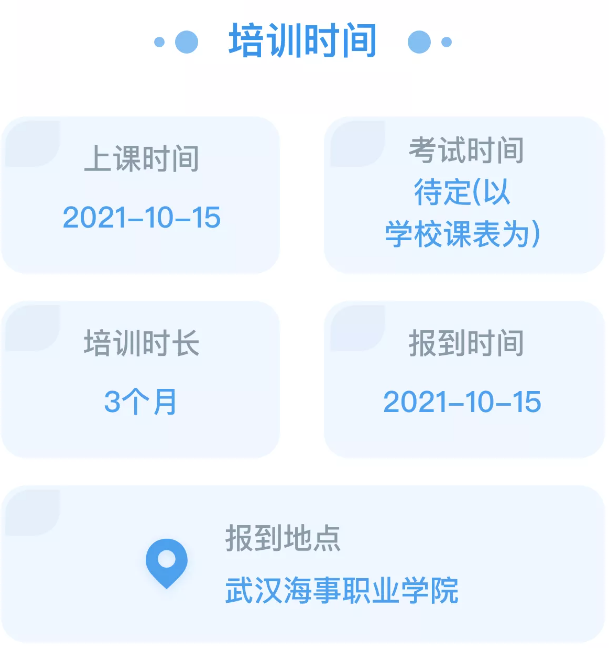 培训时间
上课时间
2021-10-15
考试时间
待定(以
学校课表为)
培训时长
3个月
报到时间
2021-10-15
报到地点
武汉海事职业学院